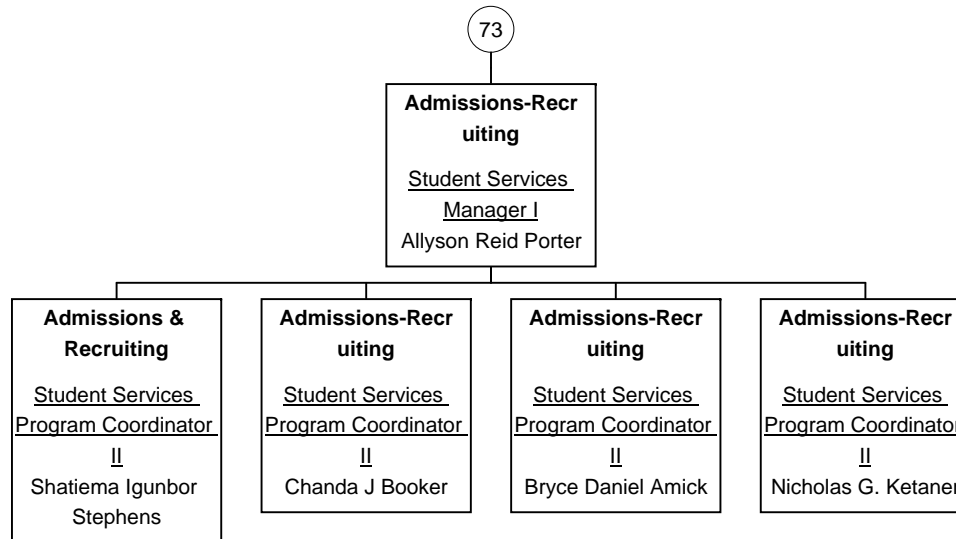 73
Admissions-Recr
uiting
Student Services
Manager I
Allyson Reid Porter
Admissions &
Recruiting
Student Services
Program Coordinator
II
Shatiema Igunbor
Stephens
Admissions-Recr
uiting
Student Services
Program Coordinator
II
Chanda J Booker
Admissions-Recr
uiting
Student Services
Program Coordinator
II
Bryce Daniel Amick
Admissions-Recr
uiting
Student Services
Program Coordinator
II
Nicholas G. Ketaner